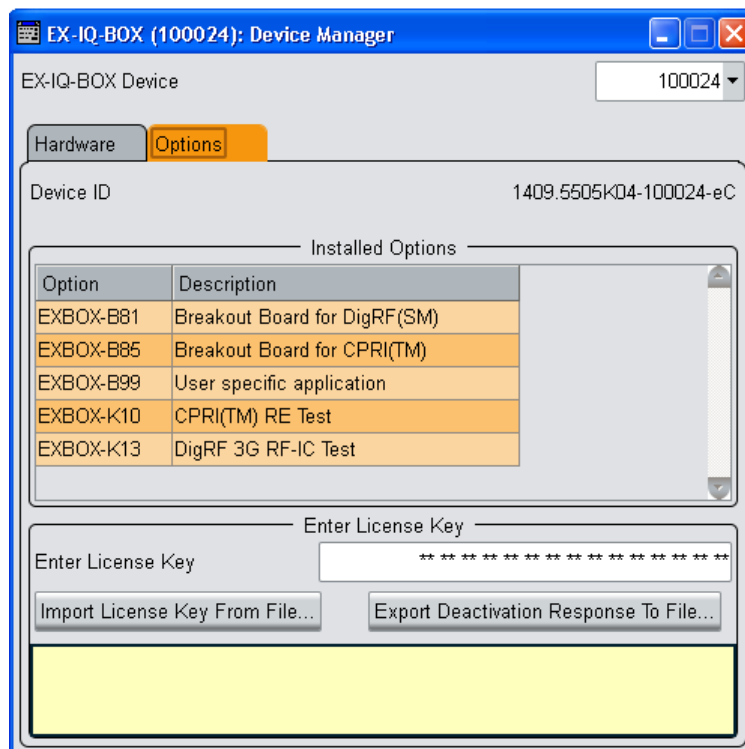 EX-IQ-BOX (100024): Device Manager
EX-IQ-BOX Device 100024
Hardware Options
Device ID 1409.5505K04-100024-eC
Installed Options
Option Description
EXBOX-B81 Breakout Board for DigRF(SM)
EXBOX-B85 Breakout Board for CPRI(TM)
EXBOX-B99 User specific application
EXBOX-K10 CPRI(TM) RE Test
EXBOX-K13 DigRF 3G RF-IC Test
Enter License Key
Enter License Key ** ** ** ** ** ** ** ** ** ** ** ** ** ** **
Import License Key From File... Export Deactivation Response To File...